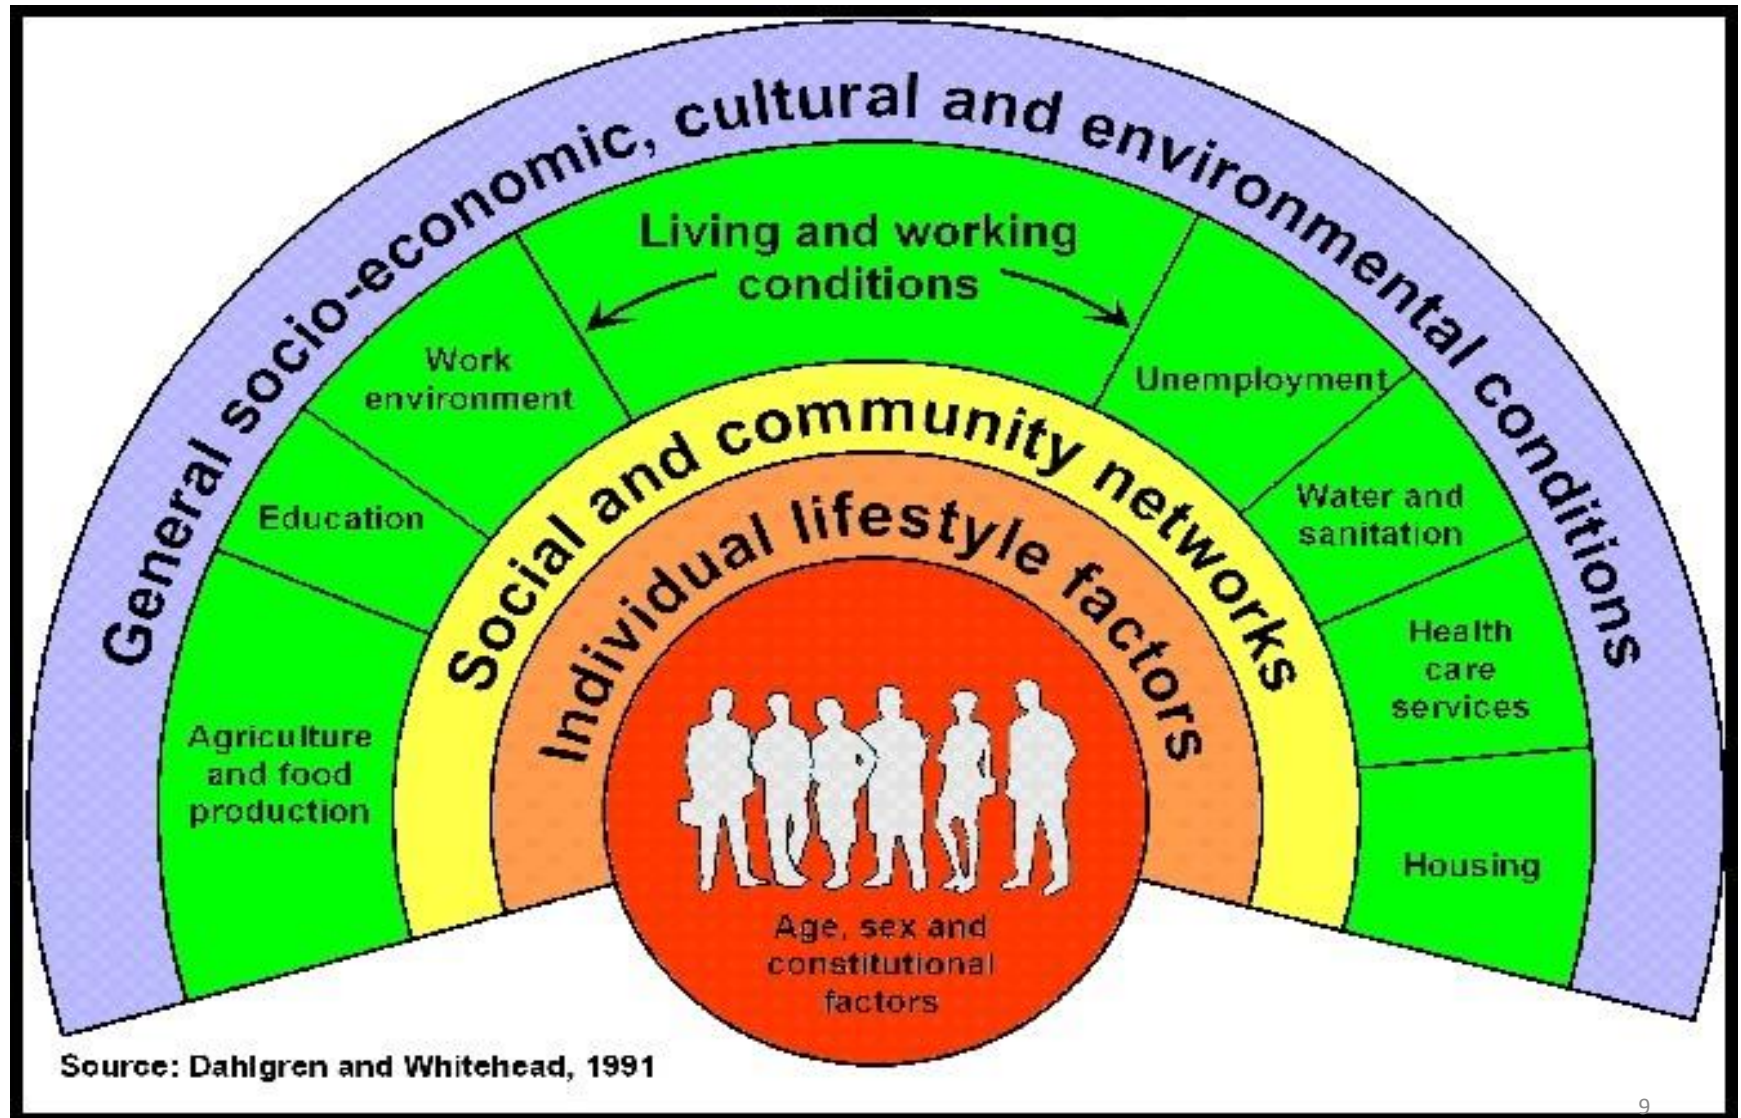 General socio-economic, cultural and environmental conditions
Living and working
conditions
Work
environment
Education
Agriculture
and food
production
Unemployment
Water and
sanitation
Health
care
services
Housing
Social and community networks
Individual lifestyle factors
Age, sex and
constitutional
factors
Source: Dahlgren and Whitehead, 1991
9